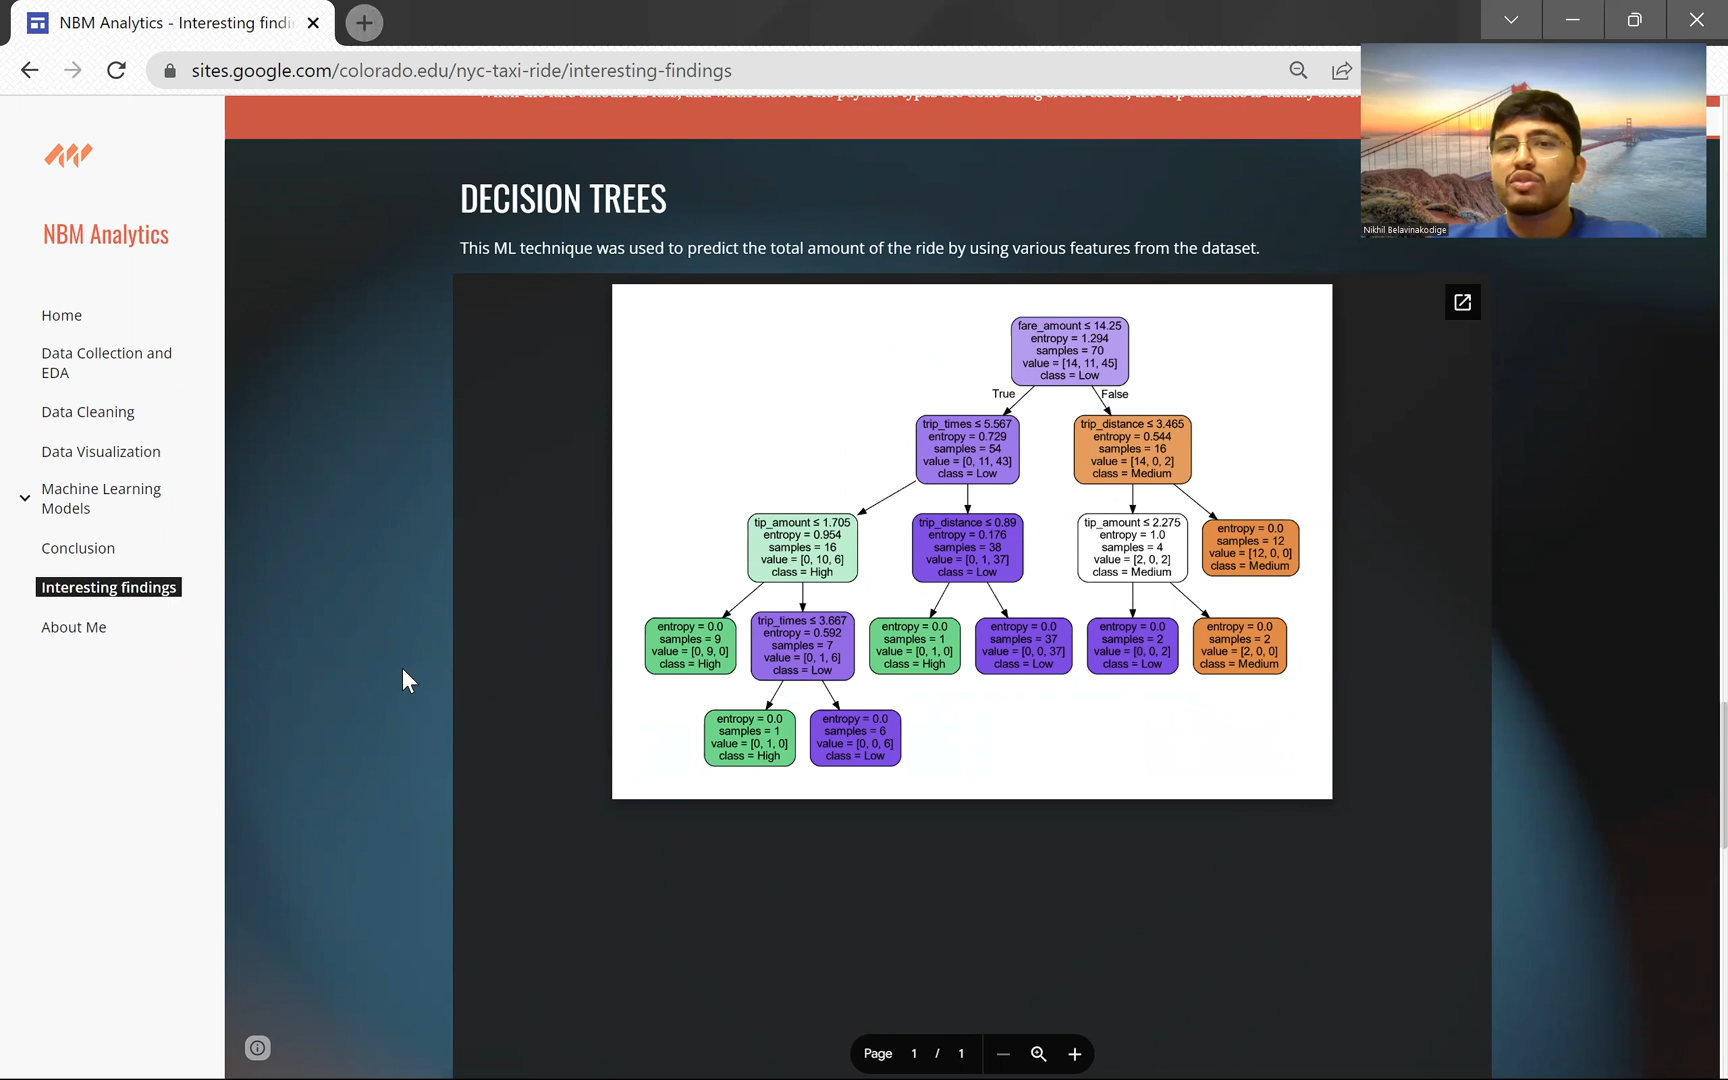 NBM Analytics - Interesting findi
sites.google.com/colorado.edu/nyc-taxi-ride/interesting-findings
Nikhil Belavinakodige
NBM Analytics
Home
Data Collection and
EDA
Data Cleaning
Data Visualization
Machine Learning
Models
Conclusion
Interesting findings
About Me
DECISION TREES
This ML technique was used to predict the total amount of the ride by using various features from the dataset.
fare_amount ≤ 14.25
entropy = 1.294
samples = 70
value = [14, 11, 45]
class = Low
True
False
trip_times ≤ 5.567
entropy = 0.729
samples = 54
value = [0, 11, 43]
class = Low
trip_distance ≤ 3.465
entropy = 0.544
samples = 16
value = [14, 0, 2]
class = Medium
tip_amount ≤ 1.705
entropy = 0.954
samples = 16
value = [0, 10, 6]
class = High
trip_distance ≤ 0.89
entropy = 0.176
samples = 38
value = [0, 1, 37]
class = Low
tip_amount ≤ 2.275
entropy = 1.0
samples = 4
value = [2, 0, 2]
class = Medium
entropy = 0.0
samples = 12
value = [12, 0, 0]
class = Medium
entropy = 0.0
samples = 9
value = [0, 9, 0]
class = High
trip_times ≤ 3.667
entropy = 0.592
samples = 7
value = [0, 1, 6]
class = Low
entropy = 0.0
samples = 1
value = [0, 1, 0]
class = High
entropy = 0.0
samples = 37
value = [0, 0, 37]
class = Low
entropy = 0.0
samples = 2
value = [0, 0, 2]
class = Low
entropy = 0.0
samples = 2
value = [2, 0, 0]
class = Medium
entropy = 0.0
samples = 1
value = [0, 1, 0]
class = High
entropy = 0.0
samples = 6
value = [0, 0, 6]
class = Low
Page 1 / 1